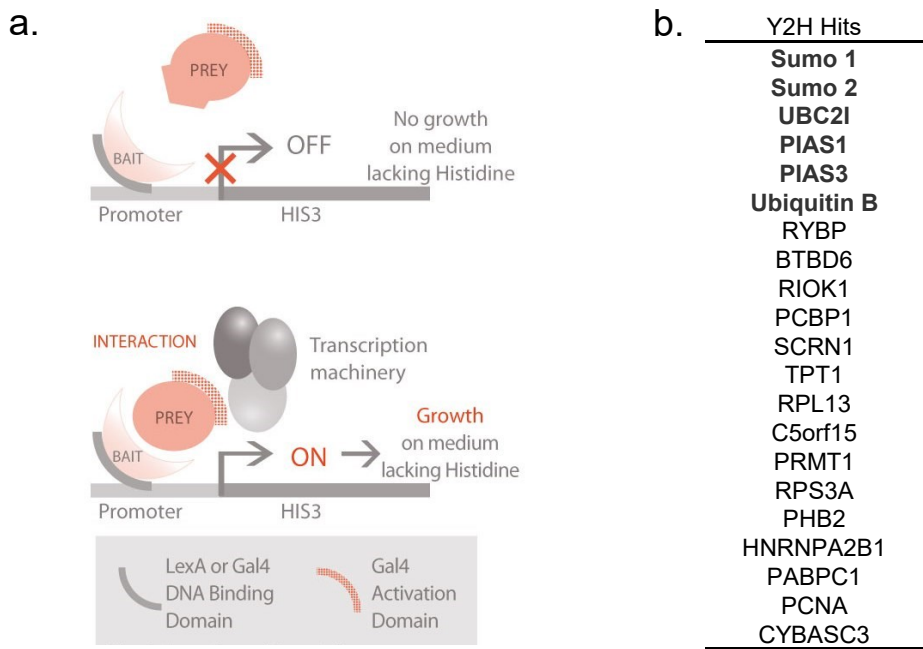 a.
PREY
BAIT
OFF
No growth
on medium
lacking Histidine
Promoter
HIS3
INTERACTION
Transcription
machinery
PREY
BAIT
ON
Growth
on medium
lacking Histidine
Promoter
HIS3
LexA or Gal4
DNA Binding
Domain
Gal4
Activation
Domain
b.
Y2H Hits
Sumo 1
Sumo 2
UBC2I
PIAS1
PIAS3
Ubiquitin B
RYBP
BTBD6
RIOK1
PCBP1
SCRN1
TPT1
RPL13
C5orf15
PRMT1
RPS3A
PHB2
HNRNPA2B1
PABPC1
PCNA
CYBASC3